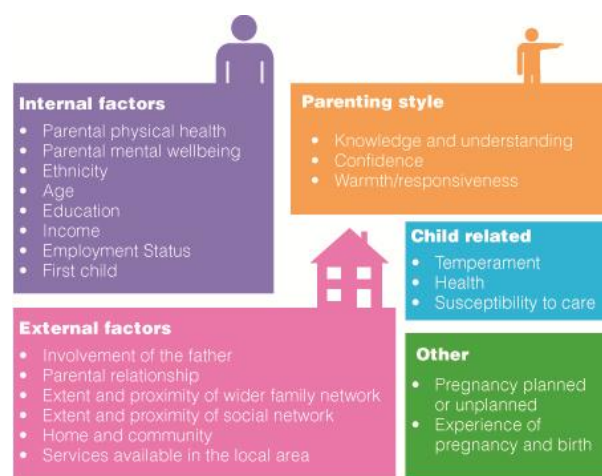 Internal factors
• Parental physical health
• Parental mental wellbeing
• Ethnicity
• Age
• Education
• Income
• Employment Status
• First child
Parenting style
• Knowledge and understanding
• Confidence
• Warmth/responsiveness
Child related
• Temperament
• Health
• Susceptibility to care
External factors
• Involvement of the father
• Parental relationship
• Extent and proximity of wider family network
• Extent and proximity of social network
• Home and community
• Services available in the local area
Other
• Pregnancy planned
or unplanned
• Experience of
pregnancy and birth